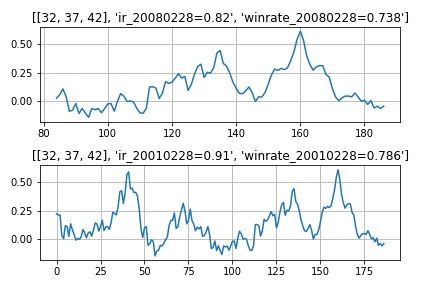 [[32, 37, 42], 'ir_20080228=0.82', 'winrate_20080228=0.738']
0.50
0.25
0.00
80 100 120 140 160 180
[[32, 37, 42], 'ir_20010228=0.91', 'winrate_20010228=0.786']
0.50
0.25
0.00
0 25 50 75 100 125 150 175